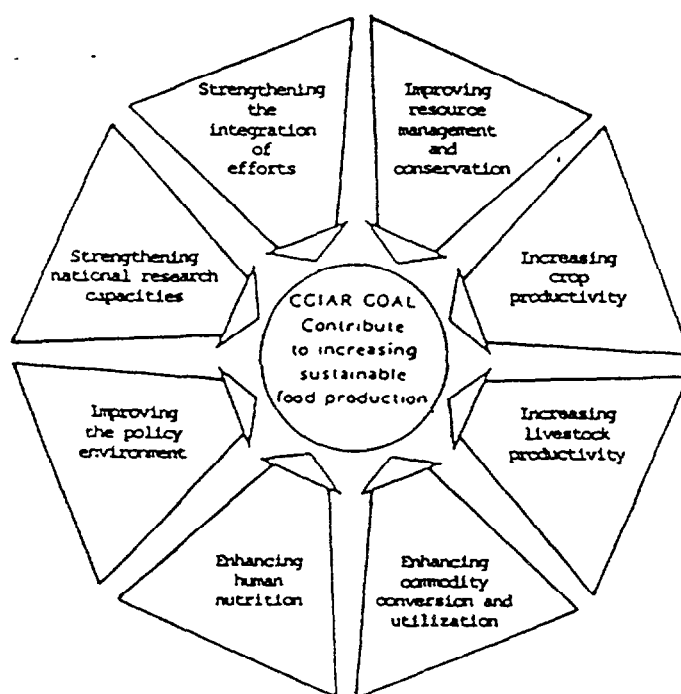 Strengthening
the
integration
of
efforts
Improving
resource
management
and
conservation
Increasing
crop
productivity
Increasing
livestock
productivity
Enhancing
commodity
conversion and
utilization
Enhancing
human
nutrition
Improving
the policy
environment
Strengthening
national research
capacities
CGIAR GOAL
Contribute
to increasing
sustainable
food production